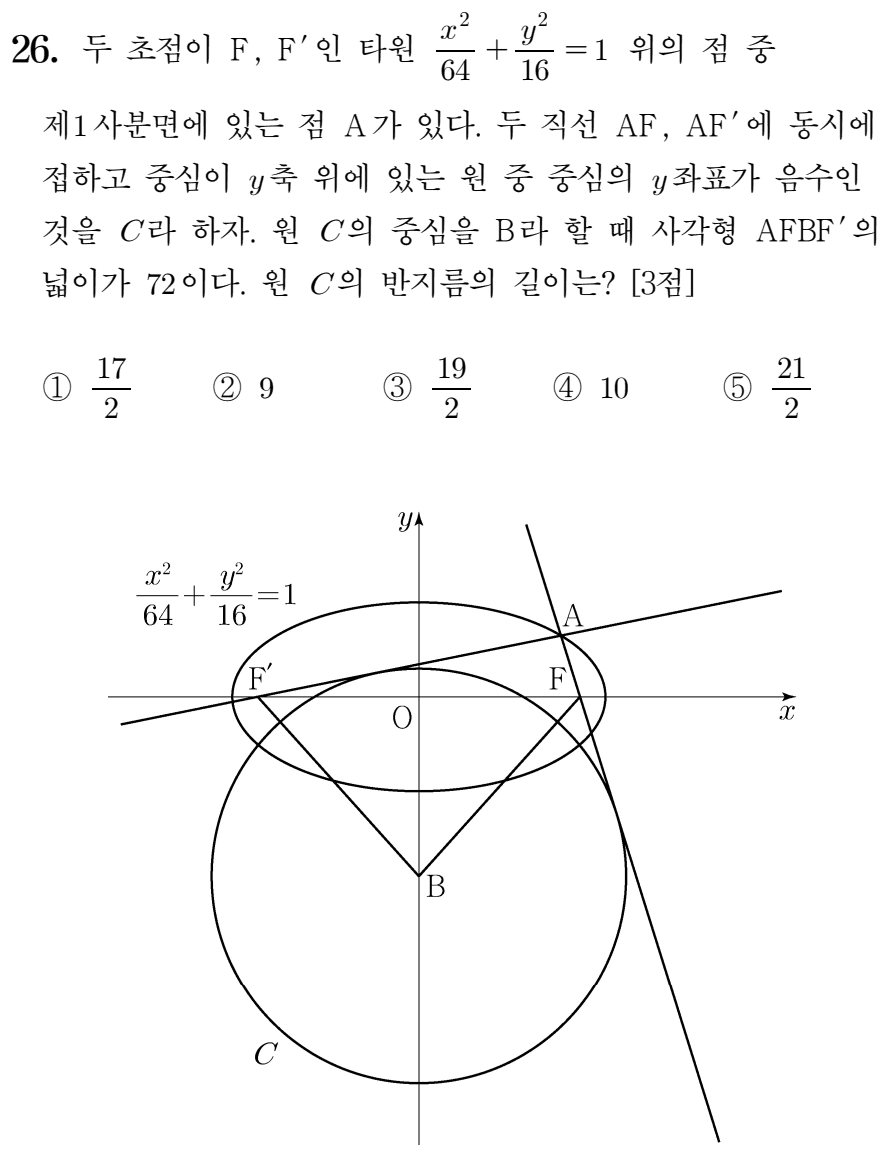 26. 두 초점이 F, F′인 타원 x²/64 + y²/16 = 1 위의 점 중
제1사분면에 있는 점 A가 있다. 두 직선 AF, AF′에 동시에
접하고 중심이 y축 위에 있는 원 중 중심의 y좌표가 음수인
것을 C라 하자. 원 C의 중심을 B라 할 때 사각형 AFBF′의
넓이가 72이다. 원 C의 반지름의 길이는? [3점]
① 17/2 ② 9 ③ 19/2 ④ 10 ⑤ 21/2
y
x²/64 + y²/16 = 1
A
F′
F
O
x
B
C